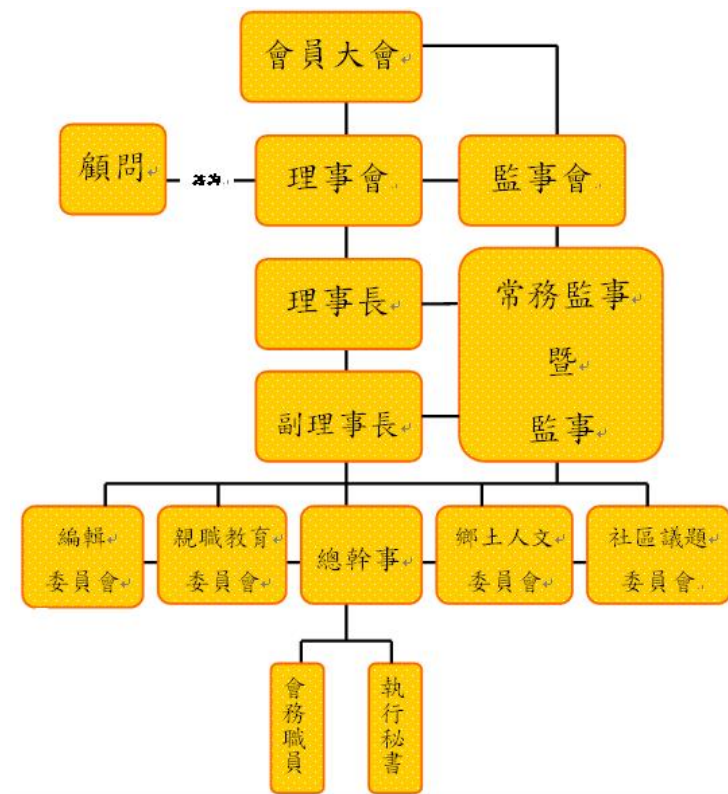 會員大會
顧問
理事會
監事會
理事長
常務監事
暨
監事
副理事長
編輯
委員會
親職教育
委員會
總幹事
鄉土人文
委員會
社區議題
委員會
會務職員
執行秘書